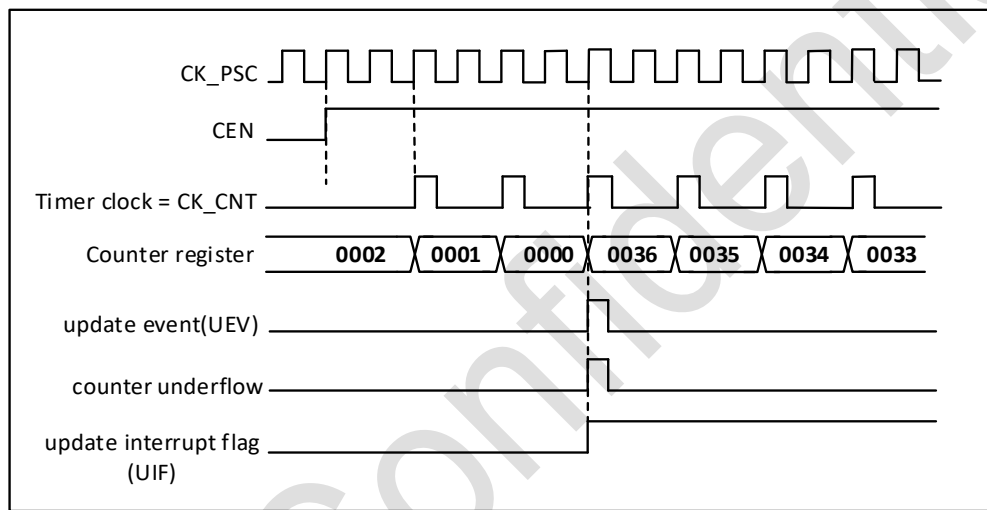 CK_PSC
CEN
Timer clock = CK_CNT
Counter register 0002 0001 0000 0036 0035 0034 0033
update event(UEV)
counter underflow
update interrupt flag
(UIF)